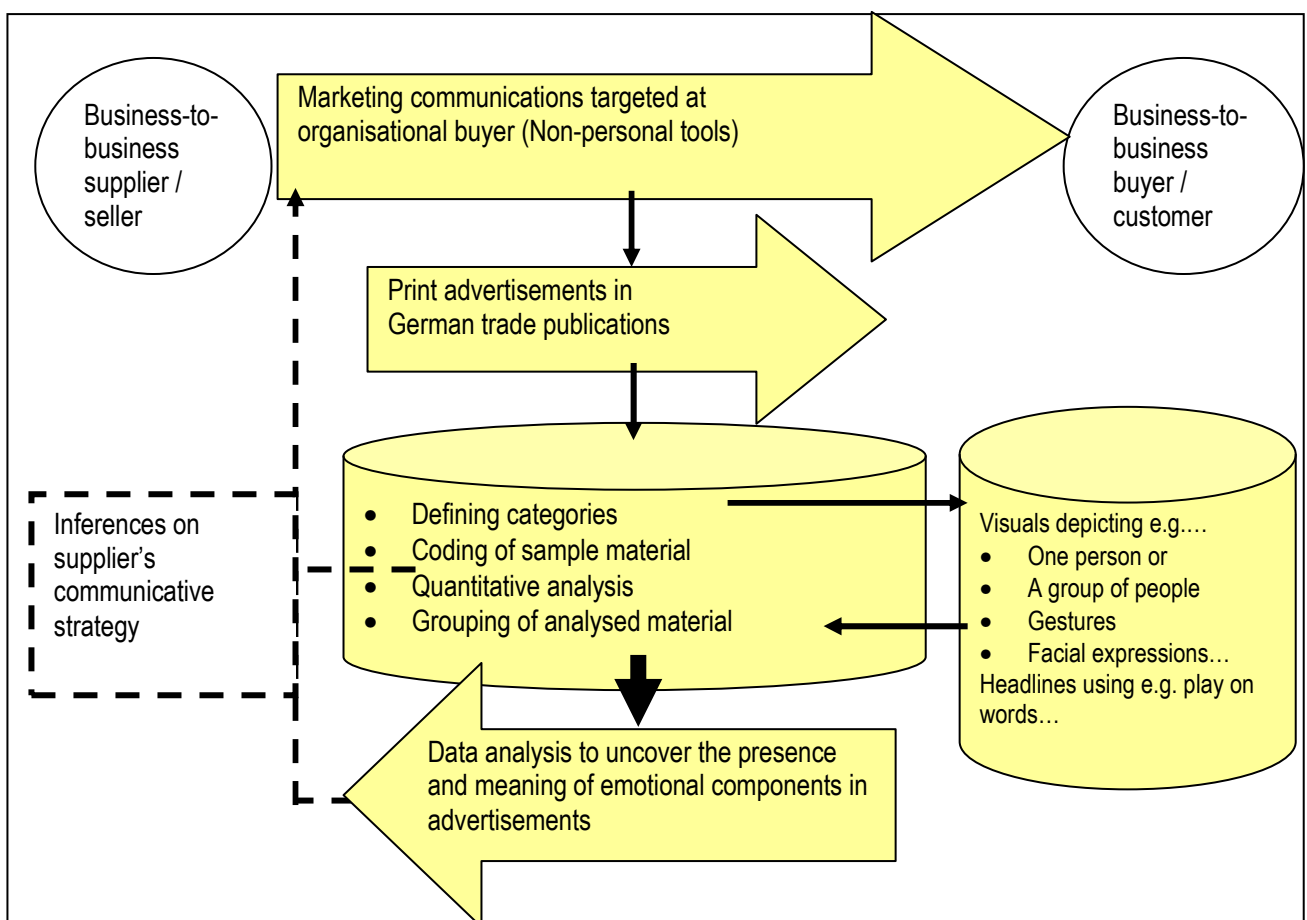 Business-to-
business
supplier /
seller
Marketing communications targeted at
organisational buyer (Non-personal tools)
Business-to-
business
buyer /
customer
Print advertisements in
German trade publications
Inferences on
supplier’s
communicative
strategy
• Defining categories
• Coding of sample material
• Quantitative analysis
• Grouping of analysed material
Visuals depicting e.g.…
• One person or
• A group of people
• Gestures
• Facial expressions…
Headlines using e.g. play on
words…
Data analysis to uncover the presence
and meaning of emotional components in
advertisements